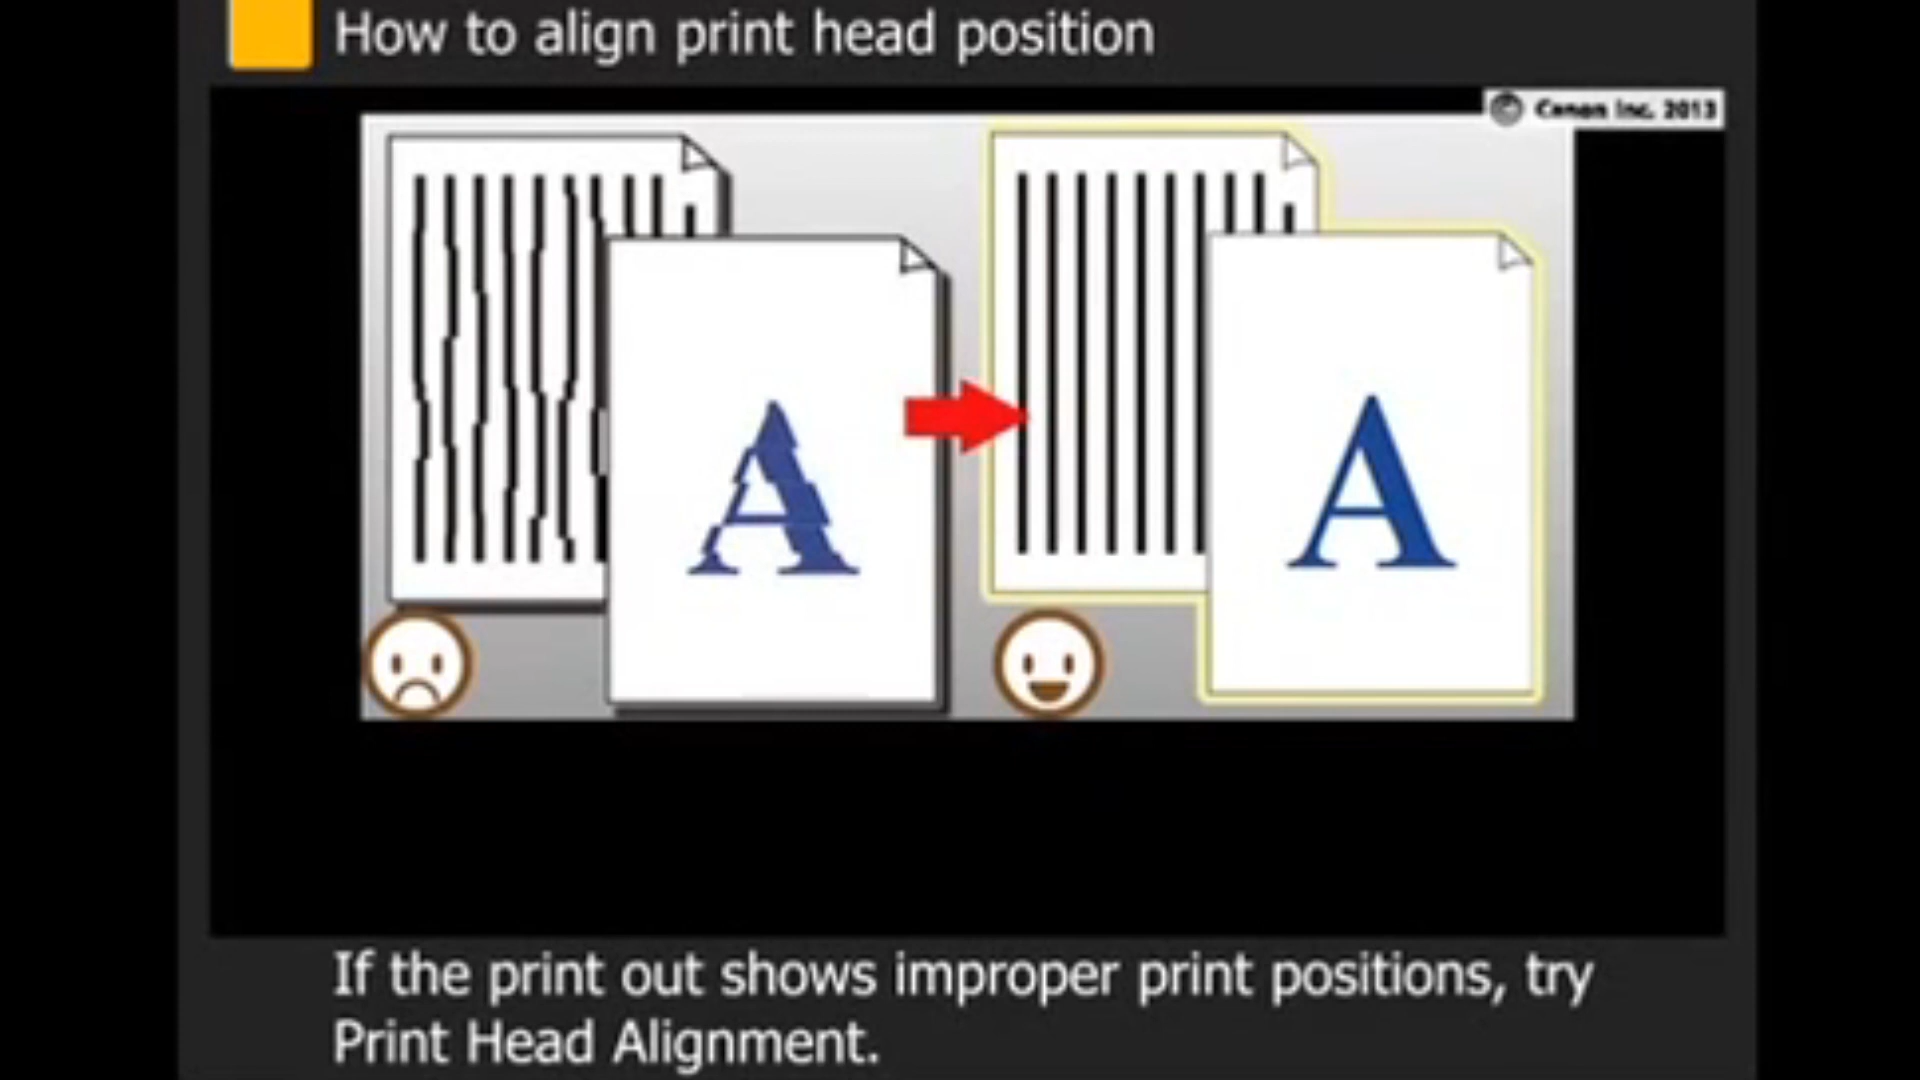 How to align print head position
© Canon Inc. 2013
A
A
If the print out shows improper print positions, try
Print Head Alignment.